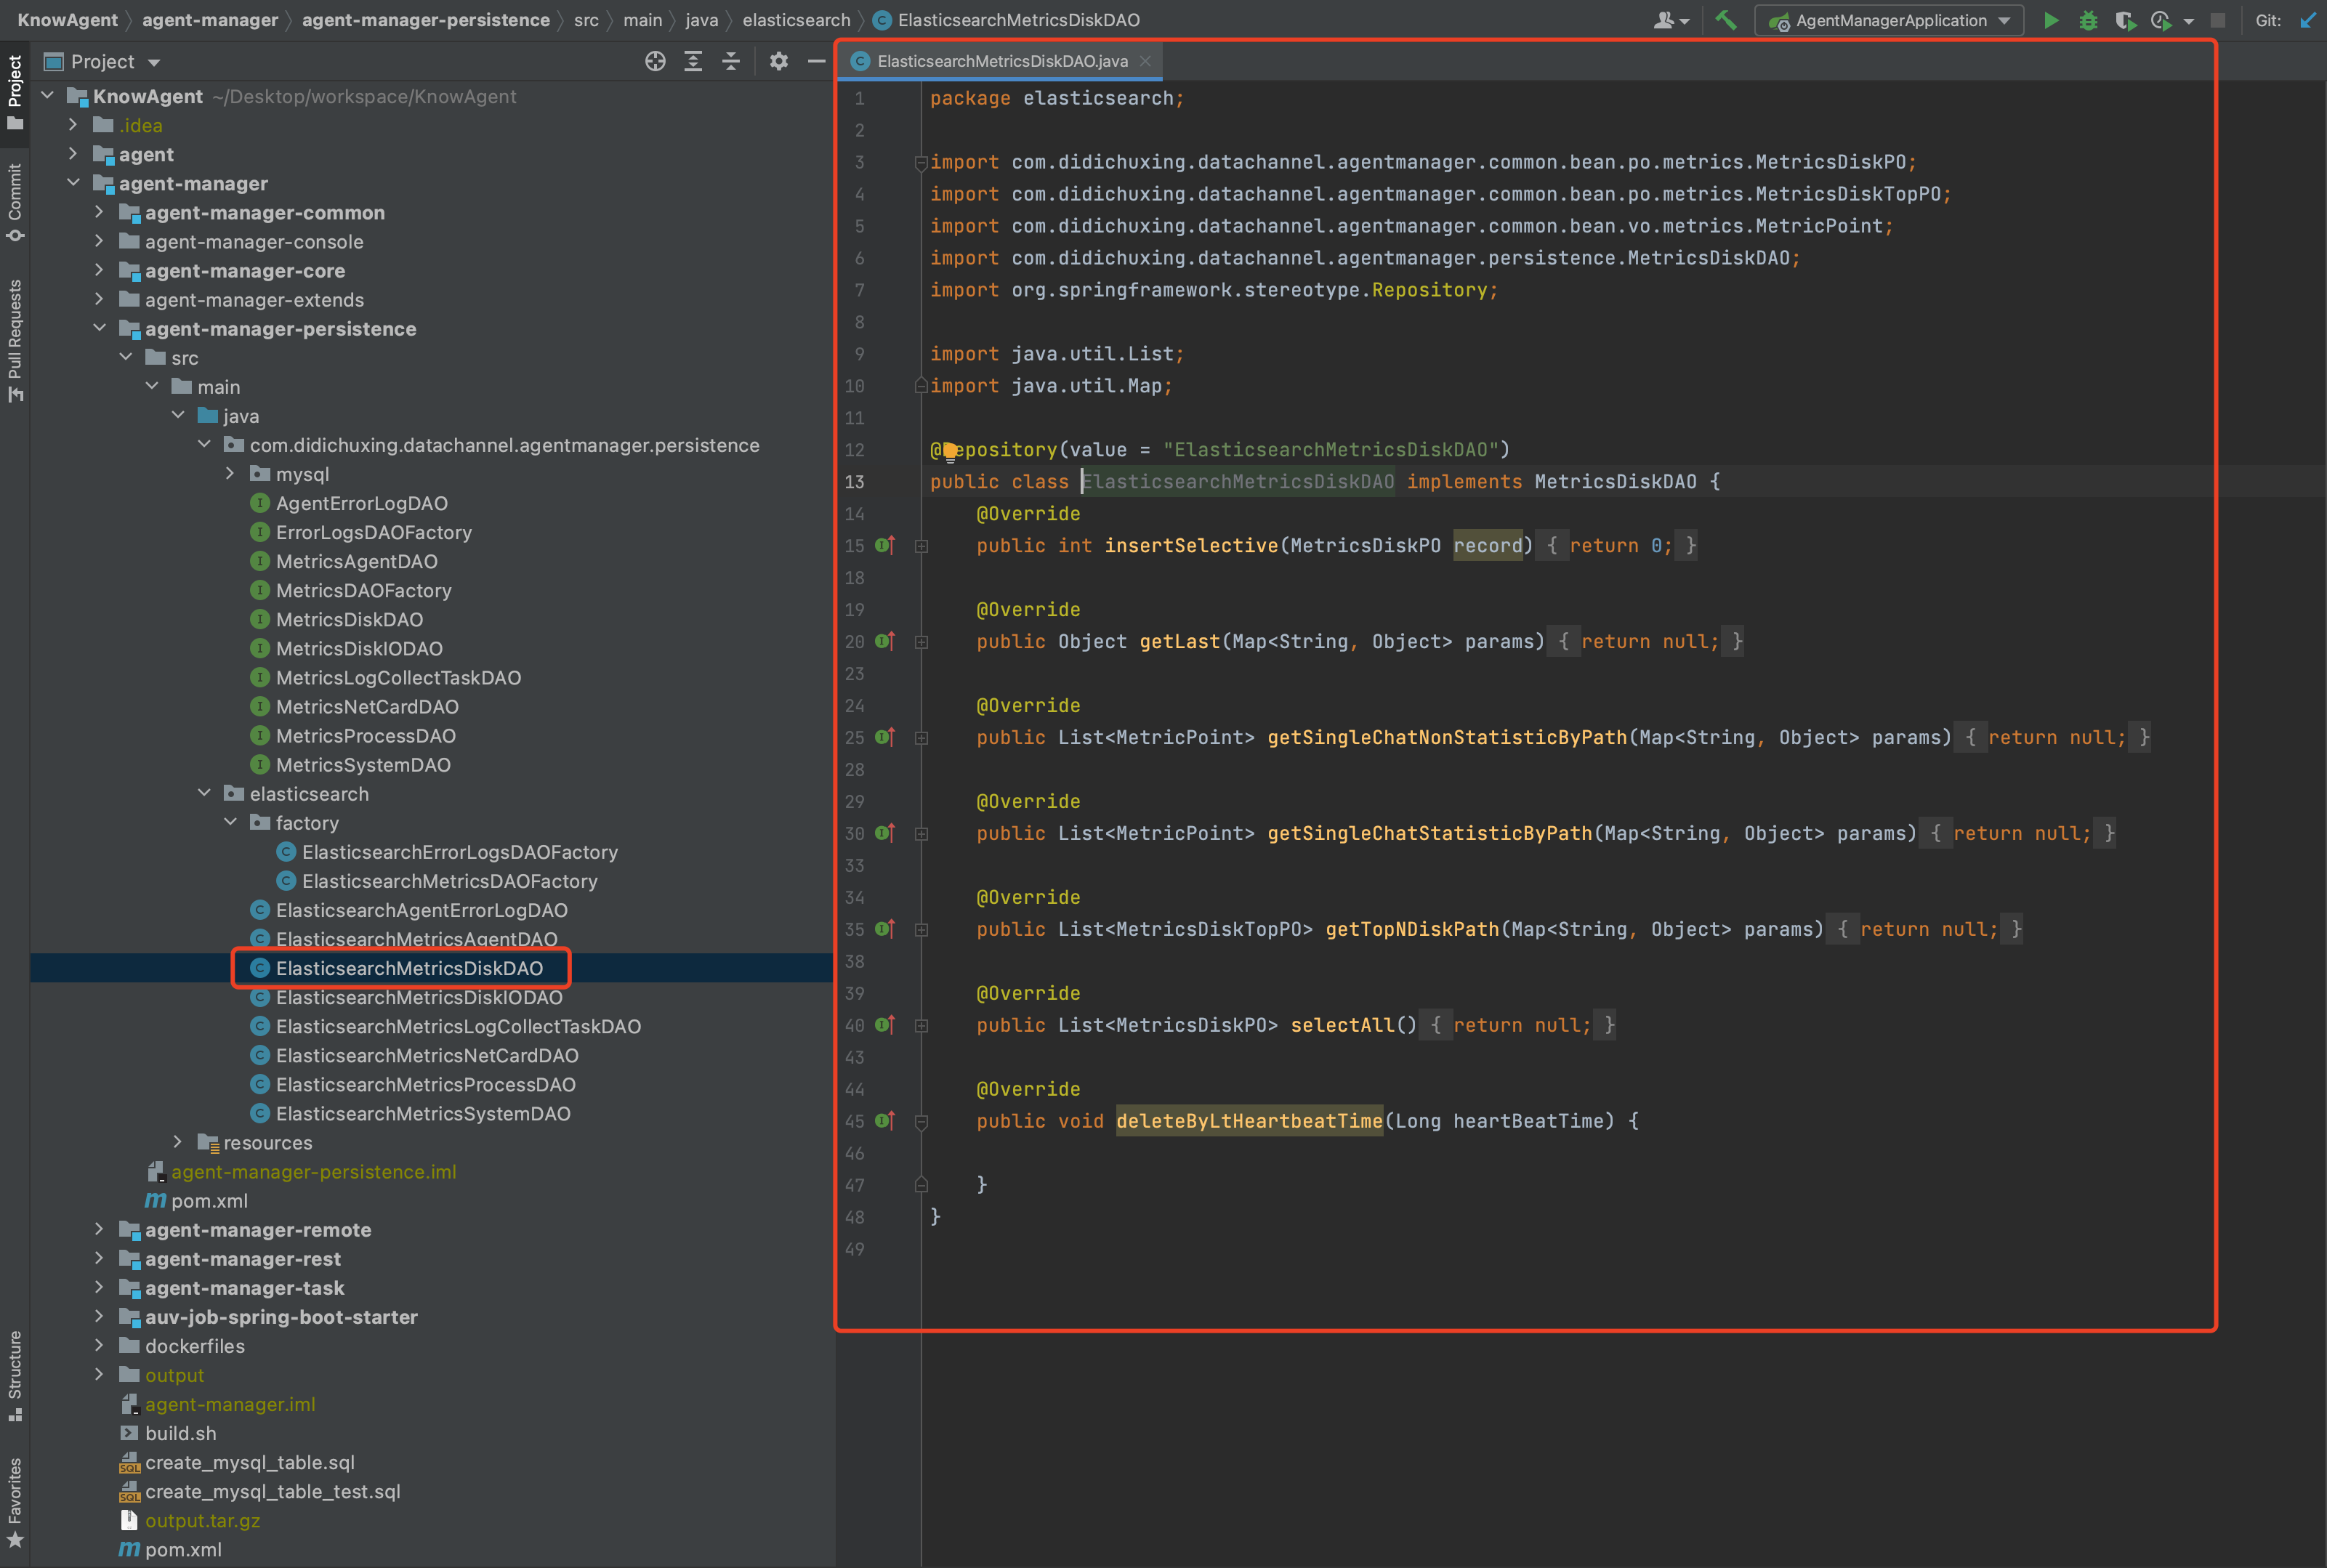 KnowAgent agent-manager agent-manager-persistence src main java elasticsearch ElasticsearchMetricsDiskDAO AgentManagerApplication Git:
Project
Commit
Pull Requests
Structure
Favorites
Project
KnowAgent ~/Desktop/workspace/KnowAgent
.idea
agent
agent-manager
agent-manager-common
agent-manager-console
agent-manager-core
agent-manager-extends
agent-manager-persistence
src
main
java
com.didichuxing.datachannel.agentmanager.persistence
mysql
AgentErrorLogDAO
ErrorLogsDAOFactory
MetricsAgentDAO
MetricsDAOFactory
MetricsDiskDAO
MetricsDiskIODAO
MetricsLogCollectTaskDAO
MetricsNetCardDAO
MetricsProcessDAO
MetricsSystemDAO
elasticsearch
factory
ElasticsearchErrorLogsDAOFactory
ElasticsearchMetricsDAOFactory
ElasticsearchAgentErrorLogDAO
ElasticsearchMetricsAgentDAO
ElasticsearchMetricsDiskDAO
ElasticsearchMetricsDiskIODAO
ElasticsearchMetricsLogCollectTaskDAO
ElasticsearchMetricsNetCardDAO
ElasticsearchMetricsProcessDAO
ElasticsearchMetricsSystemDAO
resources
agent-manager-persistence.iml
pom.xml
agent-manager-remote
agent-manager-rest
agent-manager-task
auv-job-spring-boot-starter
dockerfiles
output
agent-manager.iml
build.sh
create_mysql_table.sql
create_mysql_table_test.sql
output.tar.gz
pom.xml
ElasticsearchMetricsDiskDAO.java
1 package elasticsearch;
2
3 import com.didichuxing.datachannel.agentmanager.common.bean.po.metrics.MetricsDiskPO;
4 import com.didichuxing.datachannel.agentmanager.common.bean.po.metrics.MetricsDiskTopPO;
5 import com.didichuxing.datachannel.agentmanager.common.bean.vo.metrics.MetricPoint;
6 import com.didichuxing.datachannel.agentmanager.persistence.MetricsDiskDAO;
7 import org.springframework.stereotype.Repository;
8
9 import java.util.List;
10 import java.util.Map;
11
12 @Repository(value = "ElasticsearchMetricsDiskDAO")
13 public class ElasticsearchMetricsDiskDAO implements MetricsDiskDAO {
14 @Override
15 public int insertSelective(MetricsDiskPO record) { return 0; }
18
19 @Override
20 public Object getLast(Map<String, Object> params) { return null; }
23
24 @Override
25 public List<MetricPoint> getSingleChatNonStatisticByPath(Map<String, Object> params) { return null; }
28
29 @Override
30 public List<MetricPoint> getSingleChatStatisticByPath(Map<String, Object> params) { return null; }
33
34 @Override
35 public List<MetricsDiskTopPO> getTopNDiskPath(Map<String, Object> params) { return null; }
38
39 @Override
40 public List<MetricsDiskPO> selectAll() { return null; }
43
44 @Override
45 public void deleteByLtHeartbeatTime(Long heartBeatTime) {
46
47 }
48 }
49